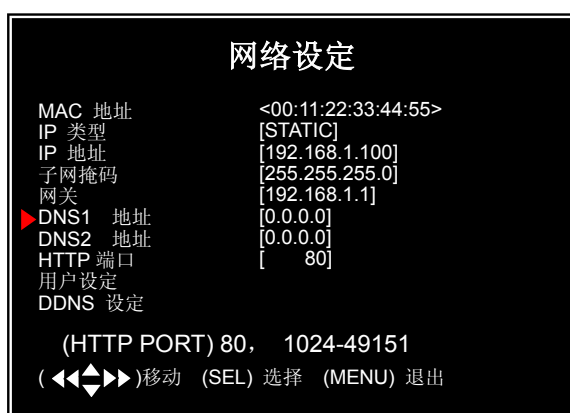 网络设定
MAC 地址 <00:11:22:33:44:55>
IP 类型 [STATIC]
IP 地址 [192.168.1.100]
子网掩码 [255.255.255.0]
网关 [192.168.1.1]
DNS1 地址 [0.0.0.0]
DNS2 地址 [0.0.0.0]
HTTP 端口 [ 80]
用户设定
DDNS 设定
(HTTP PORT) 80， 1024-49151
( )移动 (SEL) 选择 (MENU) 退出